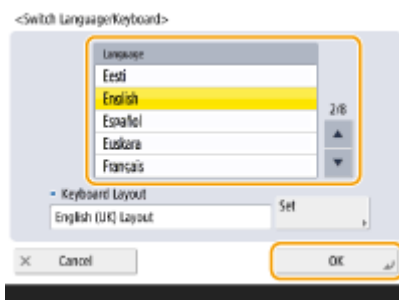 <Switch Language/Keyboard>
Language
Eesti
English
Español
Euskara
Français
2/8
Keyboard Layout
English (UK) Layout
Set
Cancel
OK